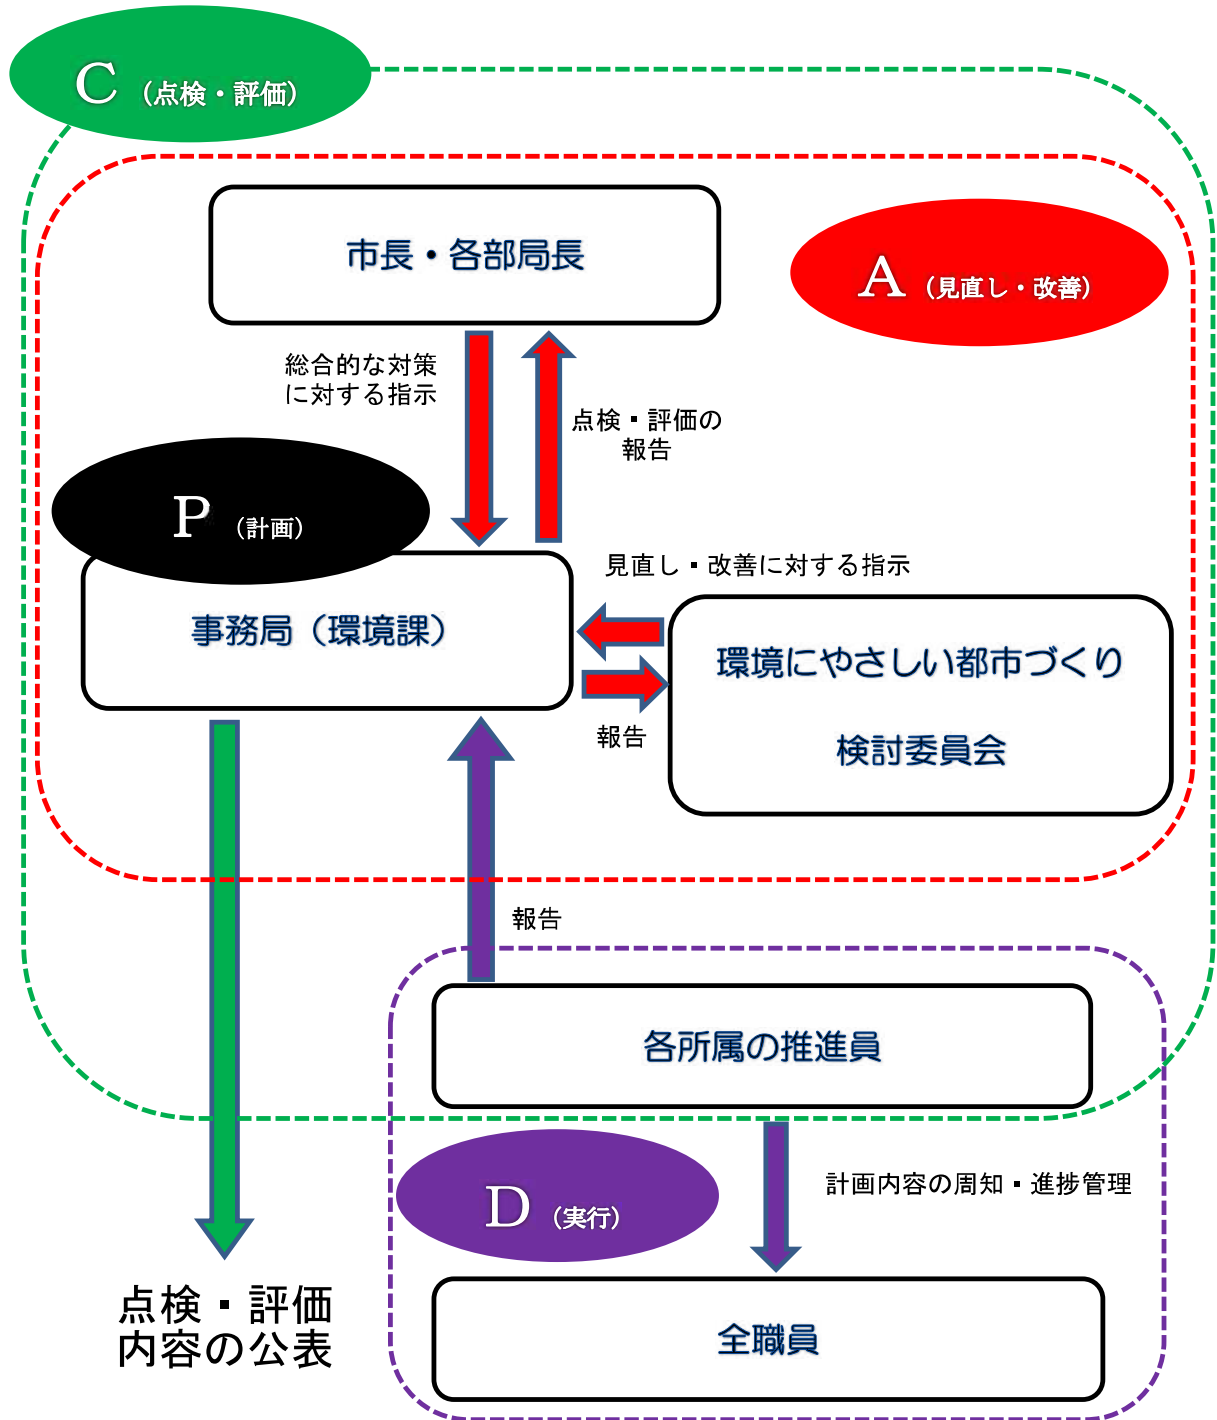 C（点検・評価）
市長・各部局長
A（見直し・改善）
総合的な対策
に対する指示
点検・評価の
報告
P（計画）
見直し・改善に対する指示
事務局（環境課）
環境にやさしい都市づくり
検討委員会
報告
報告
各所属の推進員
計画内容の周知・進捗管理
D（実行）
点検・評価
内容の公表
全職員